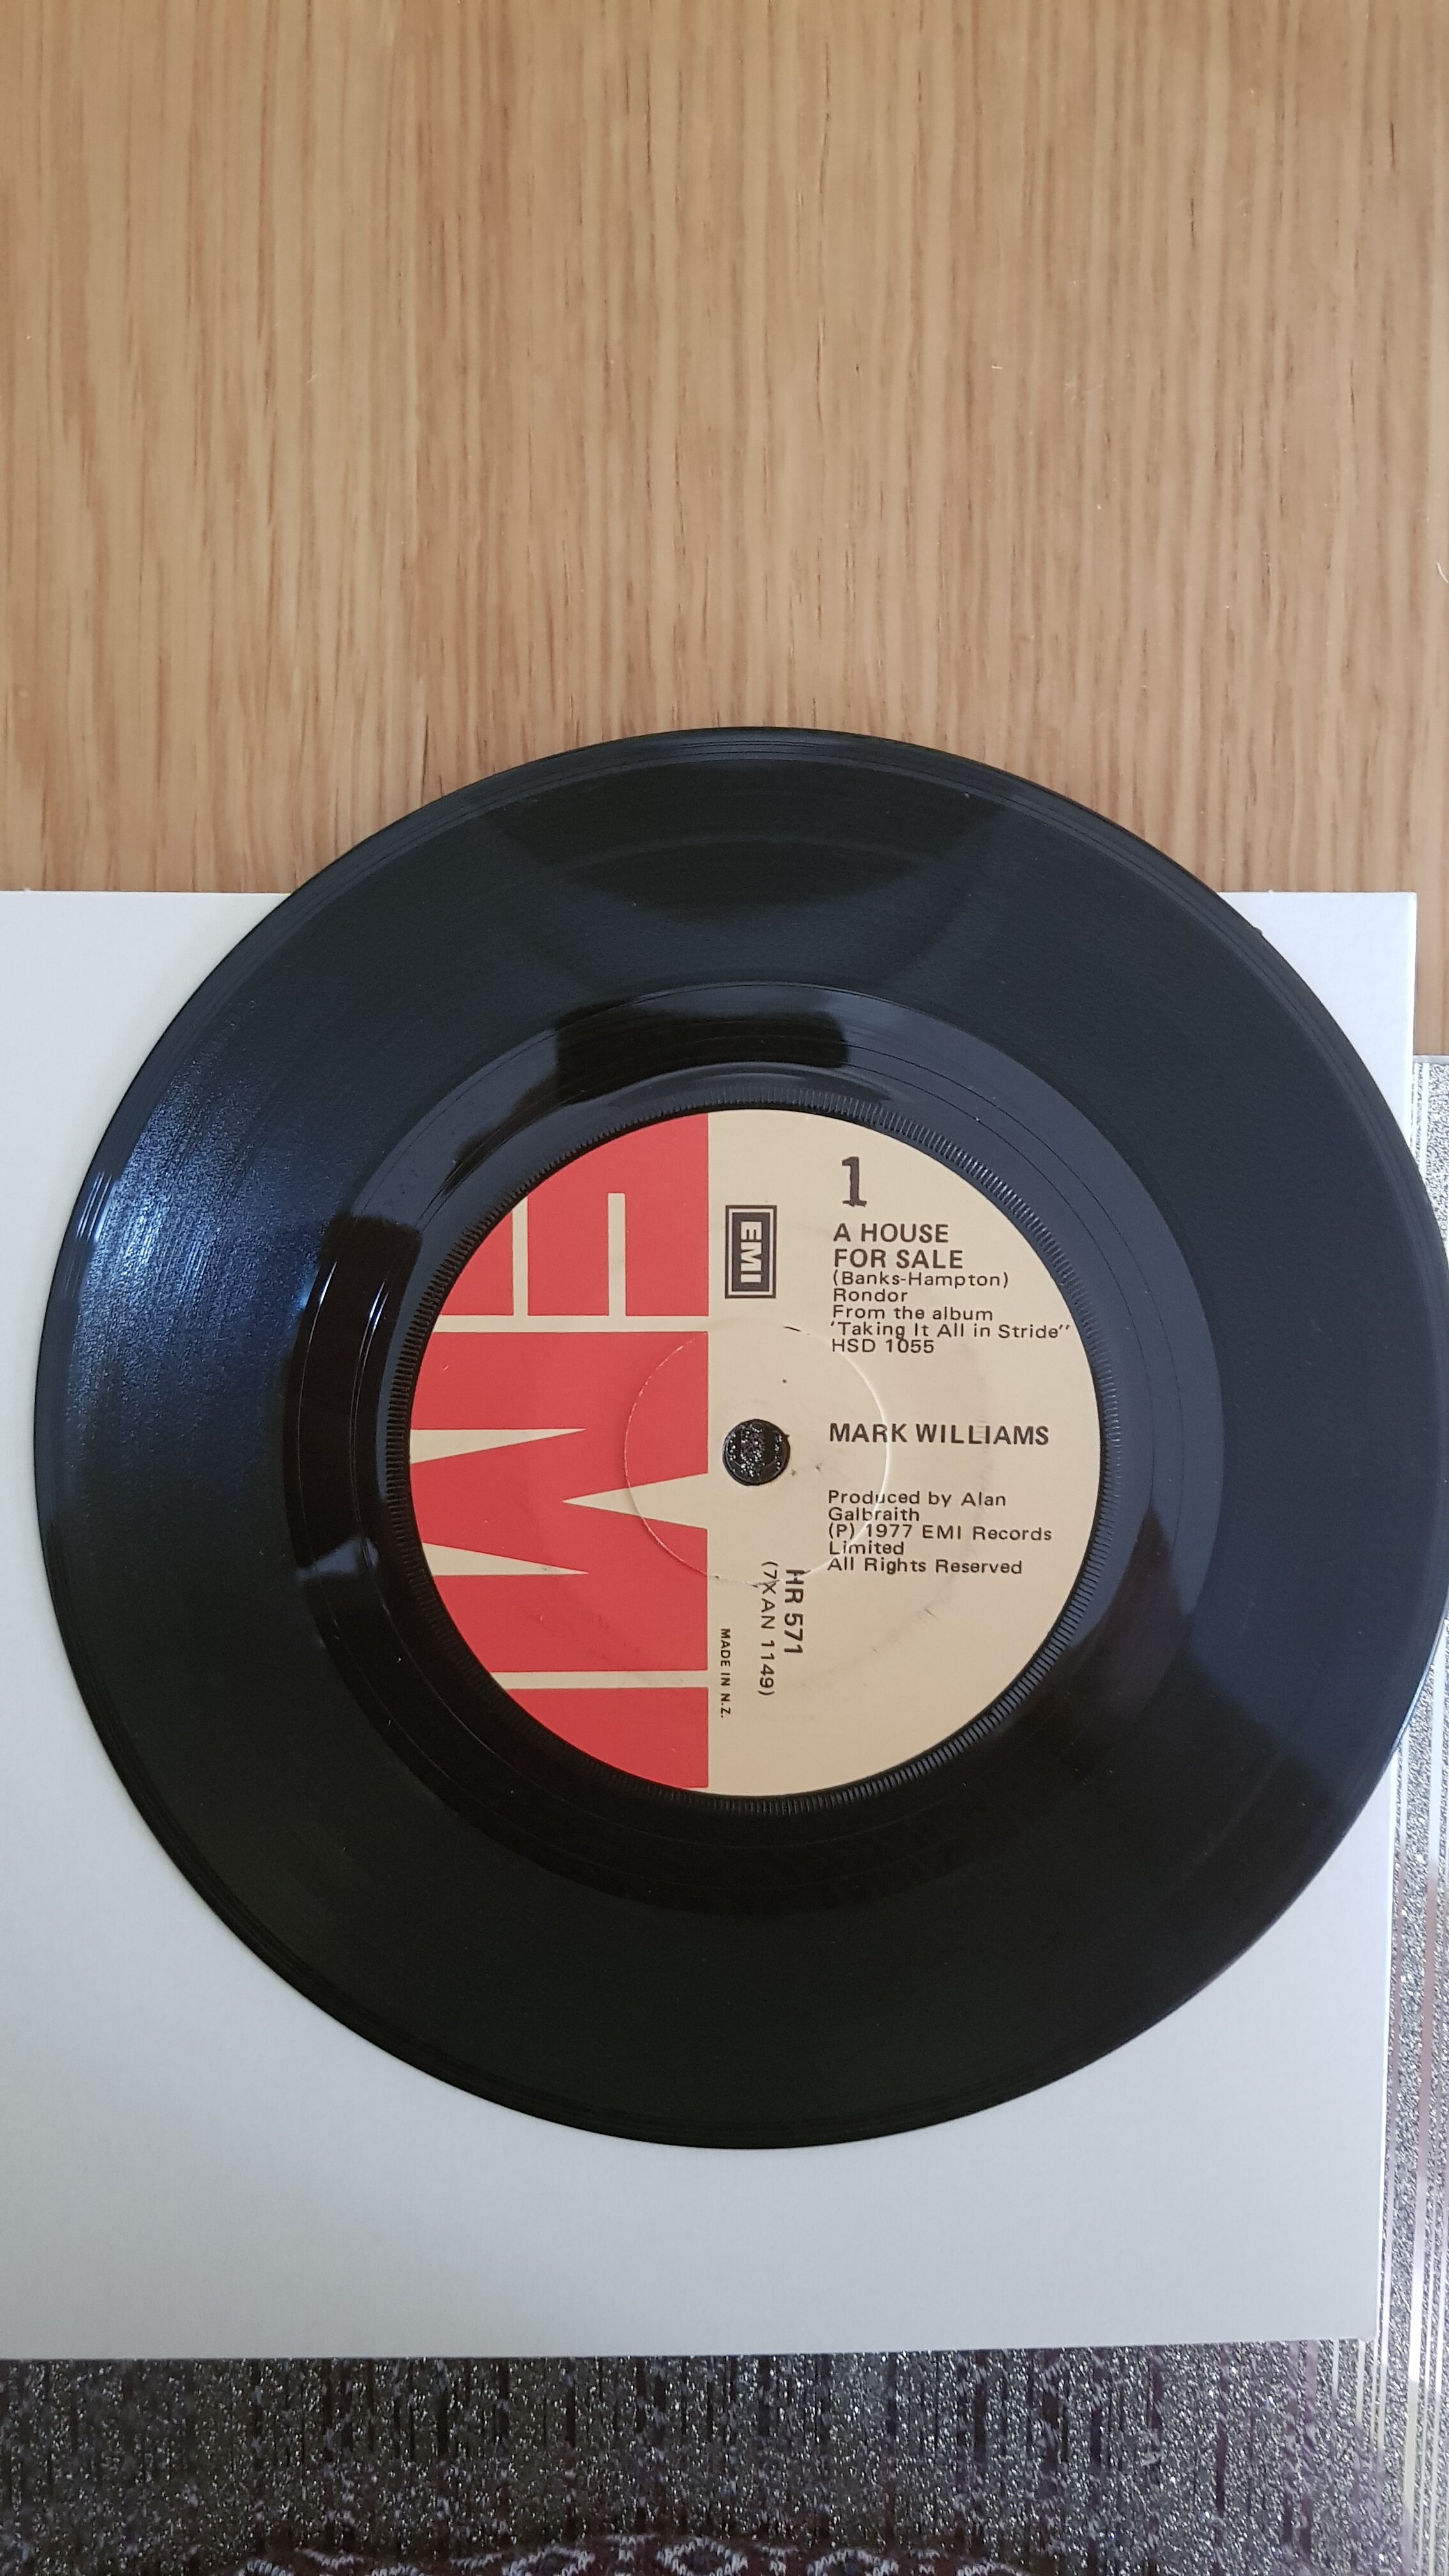 EMI
EMI
1
A HOUSE
FOR SALE
(Banks-Hampton)
Rondor
From the album
'Taking It All in Stride"
HSD 1055
MARK WILLIAMS
Produced by Alan
Galbraith
(P) 1977 EMI Records
Limited
All Rights Reserved
HR 571
(7XAN 1149)
MADE IN N.Z.